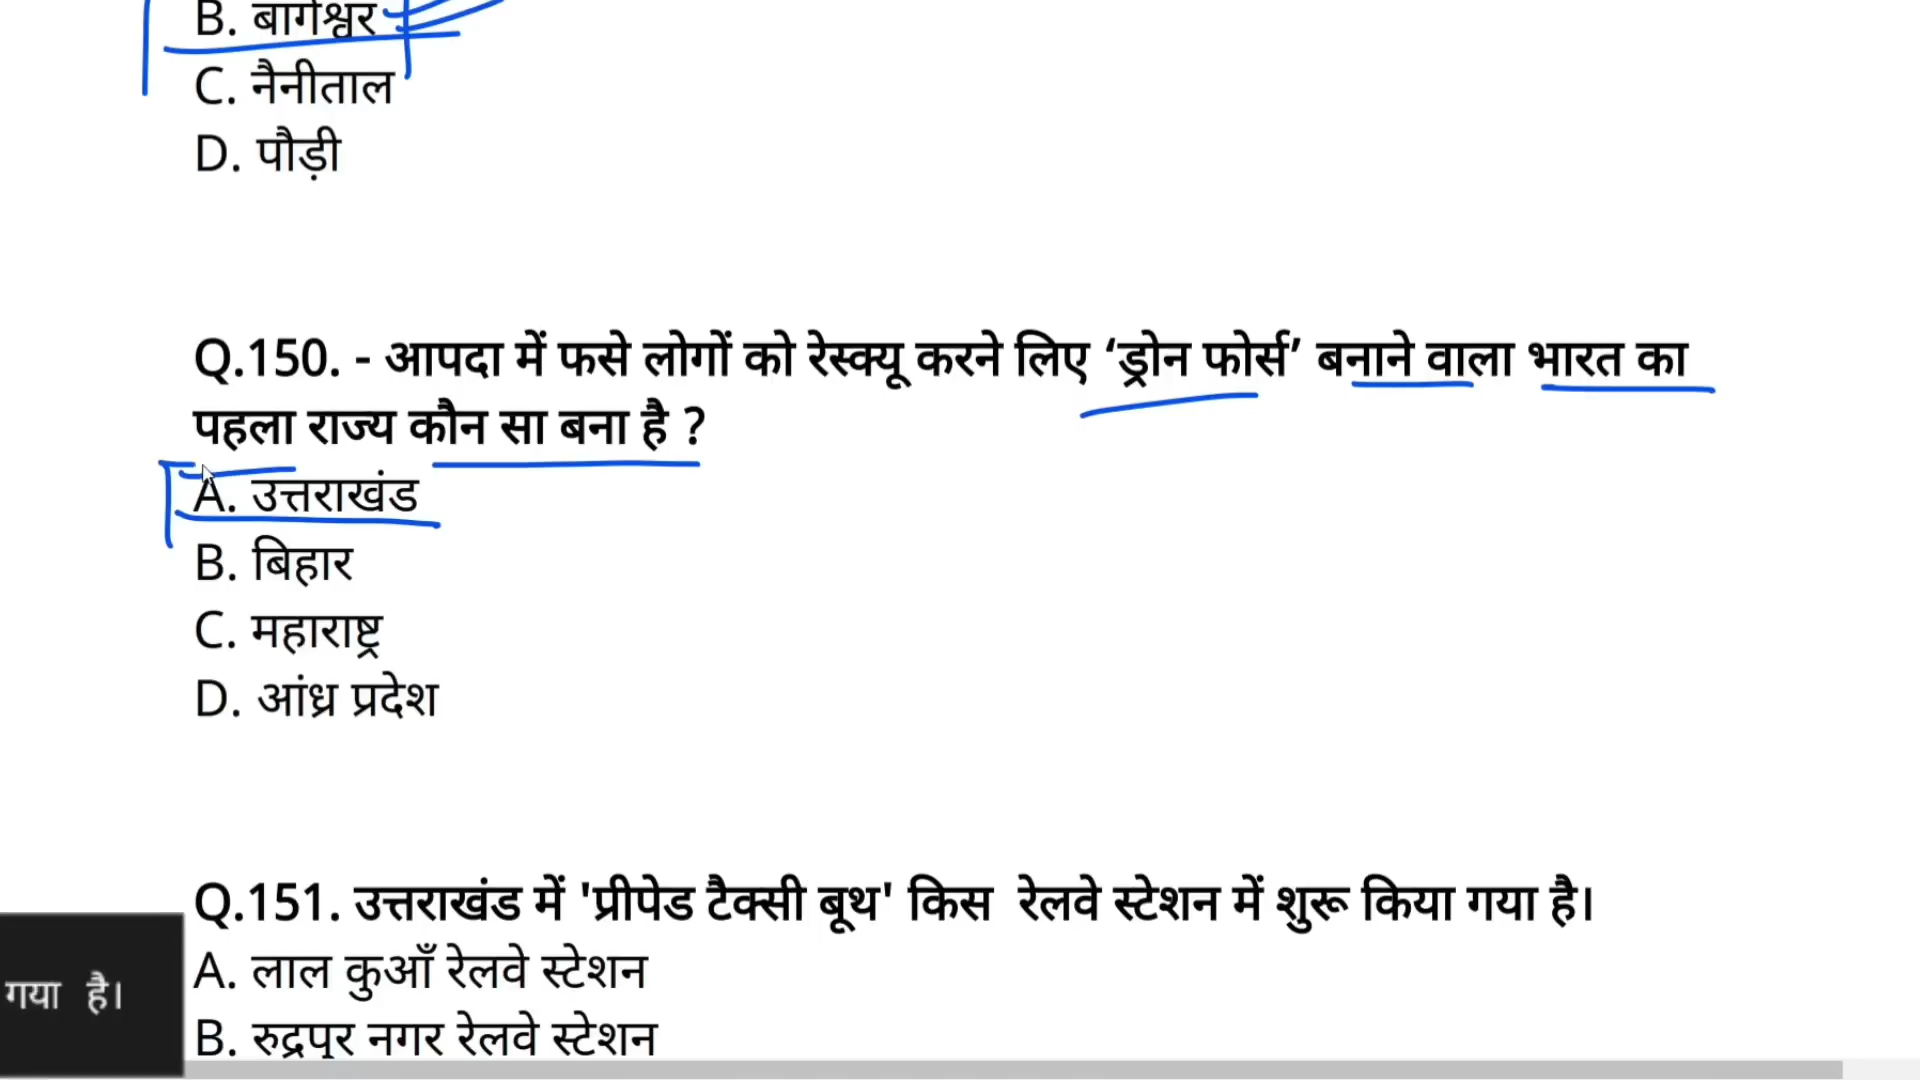 B. बागेश्वर
C. नैनीताल
D. पौड़ी
Q.150. - आपदा में फसे लोगों को रेस्क्यू करने लिए ‘ड्रोन फोर्स’ बनाने वाला भारत का
पहला राज्य कौन सा बना है ?
A. उत्तराखंड
B. बिहार
C. महाराष्ट्र
D. आंध्र प्रदेश
Q.151. उत्तराखंड में 'प्रीपेड टैक्सी बूथ' किस रेलवे स्टेशन में शुरू किया गया है।
A. लाल कुआँ रेलवे स्टेशन
गया है।
B. रुद्रपुर नगर रेलवे स्टेशन